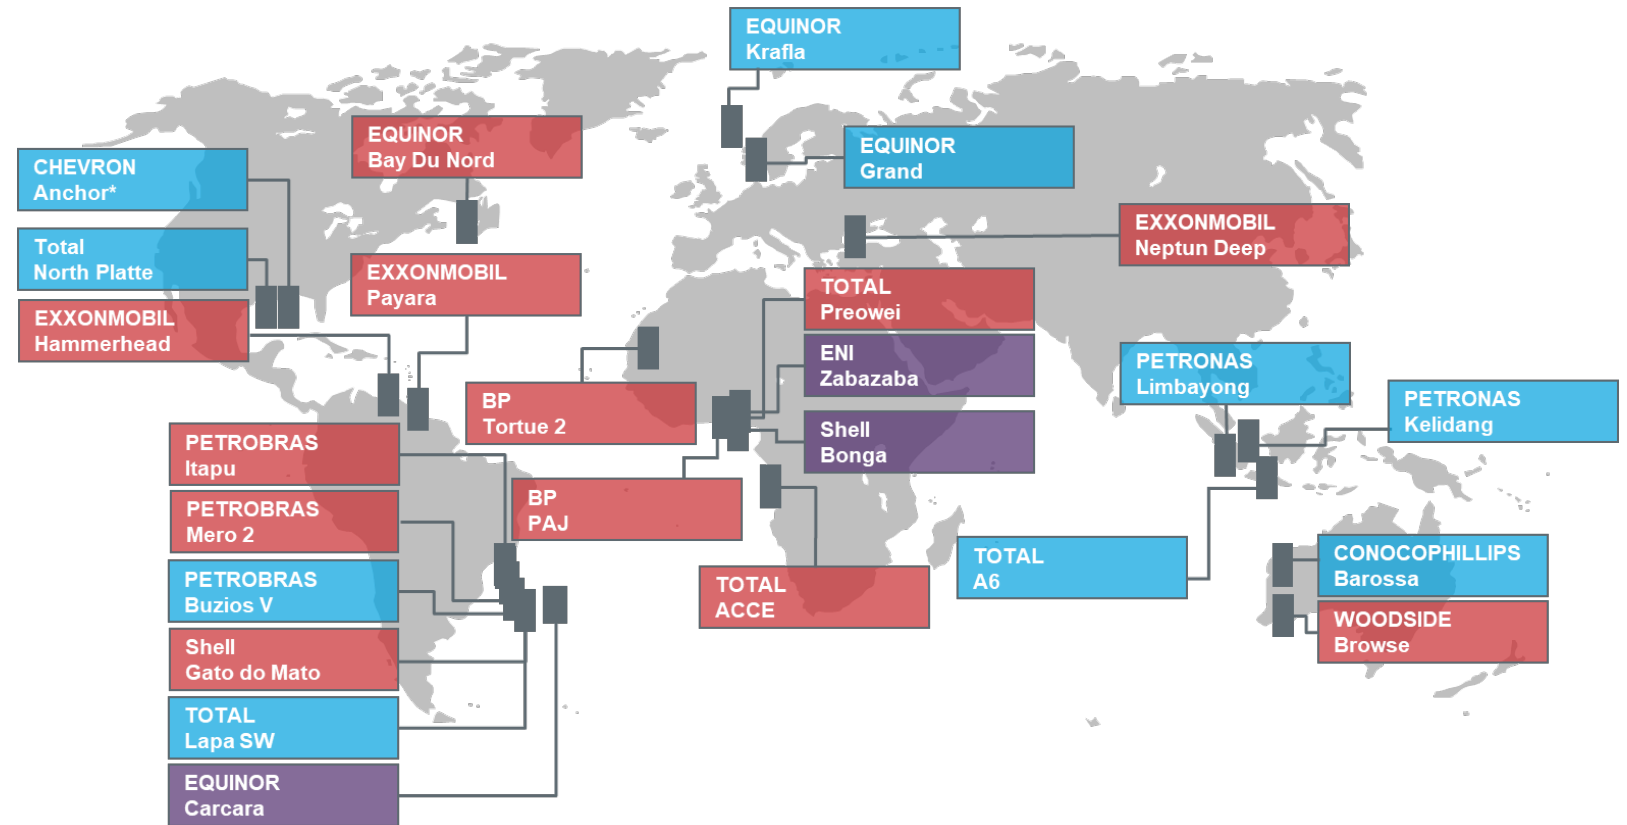 EQUINOR
Krafla
EQUINOR
Bay Du Nord
EQUINOR
Grand
CHEVRON
Anchor*
Total
North Platte
EXXONMOBIL
Neptun Deep
EXXONMOBIL
Payara
EXXONMOBIL
Hammerhead
TOTAL
Preowei
ENI
Zabazaba
PETRONAS
Limbayong
BP
Tortue 2
PETRONAS
Kelidang
Shell
Bonga
PETROBRAS
Itapu
BP
PAJ
PETROBRAS
Mero 2
TOTAL
A6
CONOCOPHILLIPS
Barossa
PETROBRAS
Buzios V
TOTAL
ACCE
WOODSIDE
Browse
Shell
Gato do Mato
TOTAL
Lapa SW
EQUINOR
Carcara